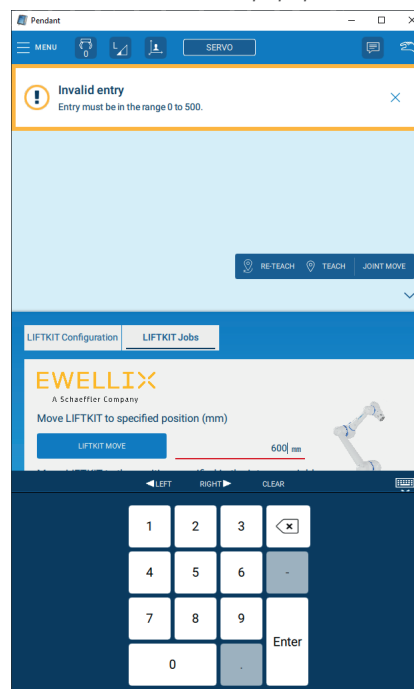 Pendant
MENU
0
SERVO
Invalid entry
Entry must be in the range 0 to 500.
RE-TEACH
TEACH
JOINT MOVE
LIFTKIT Configuration
LIFTKIT Jobs
EWELLIX
A Schaeffler Company
Move LIFTKIT to specified position (mm)
LIFTKIT MOVE
600 mm
LEFT
RIGHT
CLEAR
1 2 3
4 5 6 -
7 8 9
Enter
0 .